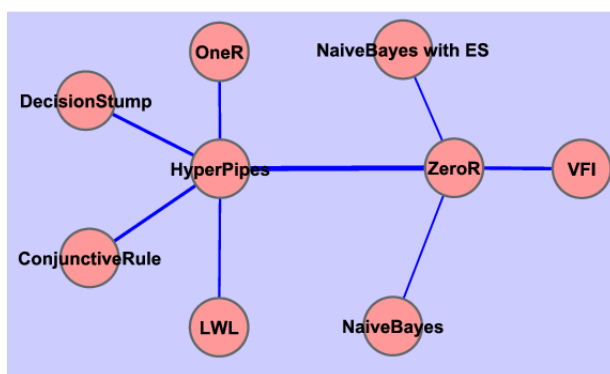 OneR
NaiveBayes with ES
DecisionStump
HyperPipes
ZeroR
VFI
ConjunctiveRule
LWL
NaiveBayes